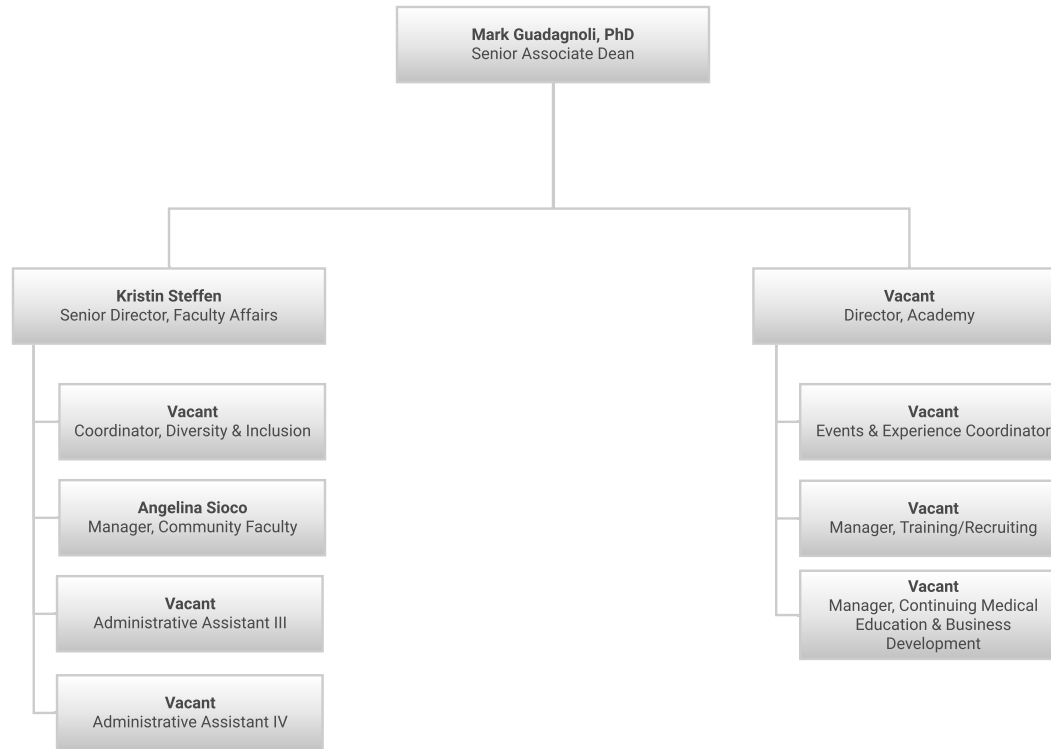 Mark Guadagnoli, PhD
Senior Associate Dean
Kristin Steffen
Senior Director, Faculty Affairs
Vacant
Coordinator, Diversity & Inclusion
Angelina Sioco
Manager, Community Faculty
Vacant
Administrative Assistant III
Vacant
Administrative Assistant IV
Vacant
Director, Academy
Vacant
Events & Experience Coordinator
Vacant
Manager, Training/Recruiting
Vacant
Manager, Continuing Medical
Education & Business
Development